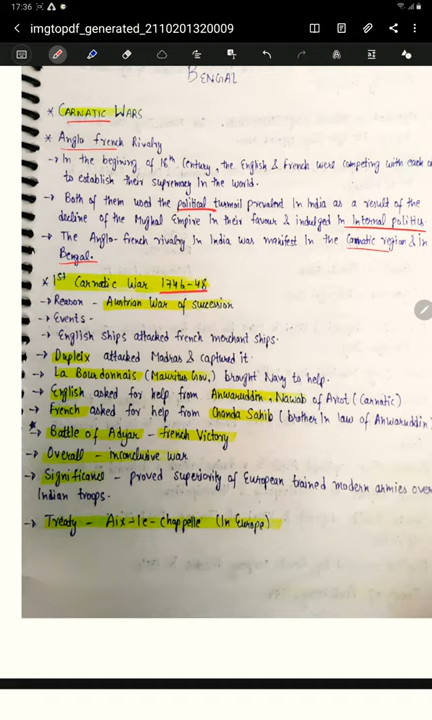 17:36
imgtopdf_generated_2110201320009
BENGAL
* CARNATIC WARS
* Anglo french Rivalry
→ In the begining of 16th Century, the English & French were competing with each
to establish their supremacy in the world.
→ Both of them used the political turmoil prevalent in India as a result of the
decline of the Mughal Empire in their favour & indulged in Internal politics.
→ The Anglo-french rivalry in India was manifest in the Carnatic region & in
Bengal.
* 1st Carnatic War 1746-48
→ Reason - Austrian War of sucession
→ Events -
→ English ships attacked french merchant ships.
→ Dupleix attacked Madras & captured it.
→ La Bourdonnais (Mauritius Gov.) brought Navy to help.
→ English asked for help from Anwaruddin, Nawab of Arcot (Carnatic)
→ French asked for help from Chanda Sahib (brother in law of Anwaruddin)
* Battle of Adyar - French Victory
→ Overall - inconclusive war
→ Significance - proved superiority of European trained modern armies over
Indian troops.
→ Treaty - Aix-le-Chappelle (In Europe)